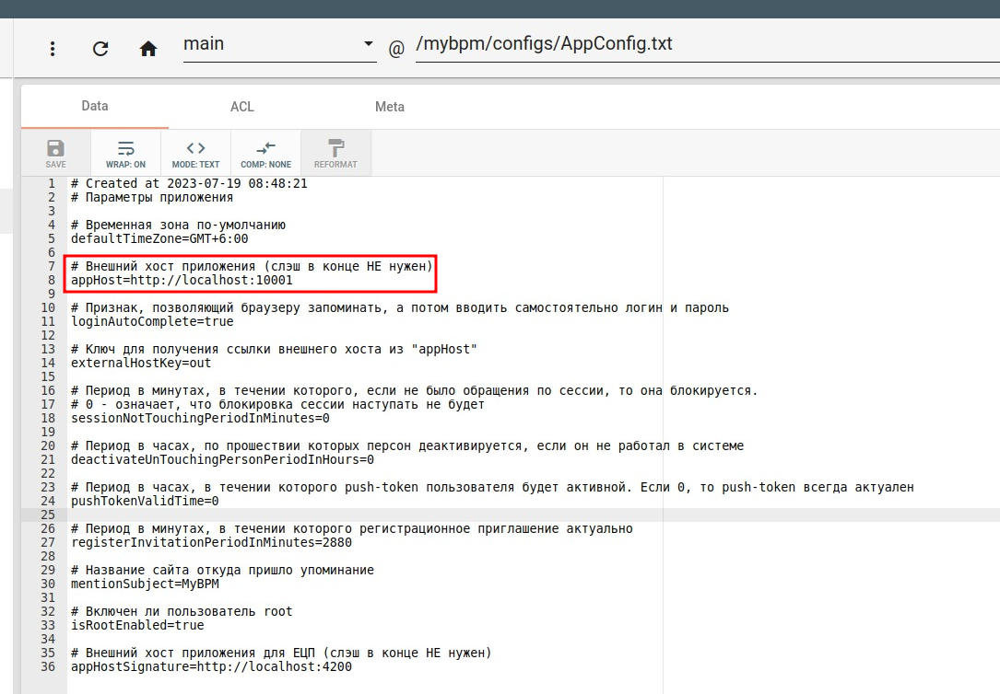 main @ /mybpm/configs/AppConfig.txt
Data ACL Meta
SAVE WRAP: ON MODE: TEXT COMP: NONE REFORMAT
1 # Created at 2023-07-19 08:48:21
2 # Параметры приложения
3
4 # Временная зона по-умолчанию
5 defaultTimeZone=GMT+6:00
6
7 # Внешний хост приложения (слэш в конце НЕ нужен)
8 appHost=http://localhost:10001
9
10 # Признак, позволяющий браузеру запоминать, а потом вводить самостоятельно логин и пароль
11 loginAutoComplete=true
12
13 # Ключ для получения ссылки внешнего хоста из "appHost"
14 externalHostKey=out
15
16 # Период в минутах, в течении которого, если не было обращения по сессии, то она блокируется.
17 # 0 - означает, что блокировка сессии наступать не будет
18 sessionNotTouchingPeriodInMinutes=0
19
20 # Период в часах, по прошествии которых персон деактивируется, если он не работал в системе
21 deactivateUnTouchingPersonPeriodInHours=0
22
23 # Период в часах, в течении которого push-token пользователя будет активной. Если 0, то push-token всегда актуален
24 pushTokenValidTime=0
25
26 # Период в минутах, в течении которого регистрационное приглашение актуально
27 registerInvitationPeriodInMinutes=2880
28
29 # Название сайта откуда пришло упоминание
30 mentionSubject=MyBPM
31
32 # Включен ли пользователь root
33 isRootEnabled=true
34
35 # Внешний хост приложения для ЕЦП (слэш в конце НЕ нужен)
36 appHostSignature=http://localhost:4200